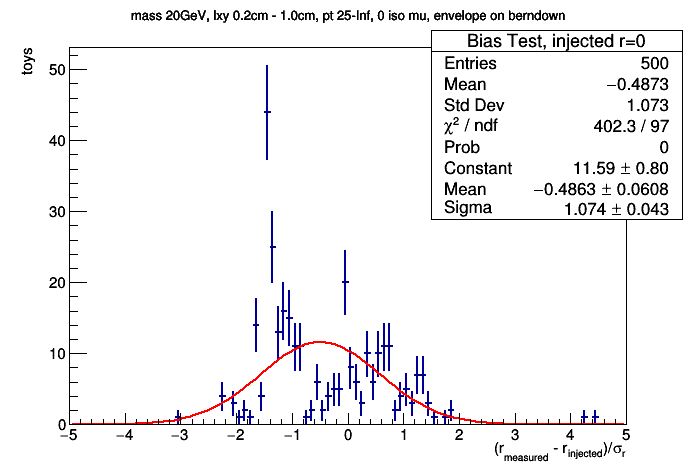 mass 20GeV, lxy 0.2cm - 1.0cm, pt 25-Inf, 0 iso mu, envelope on berndown
Bias Test, injected r=0
Entries 500
Mean −0.4873
Std Dev 1.073
χ² / ndf 402.3 / 97
Prob 0
Constant 11.59 ± 0.80
Mean −0.4863 ± 0.0608
Sigma 1.074 ± 0.043
toys
50
40
30
20
10
0
−5 −4 −3 −2 −1 0 1 2 3 4 5
(r_measured - r_injected)/σ_r